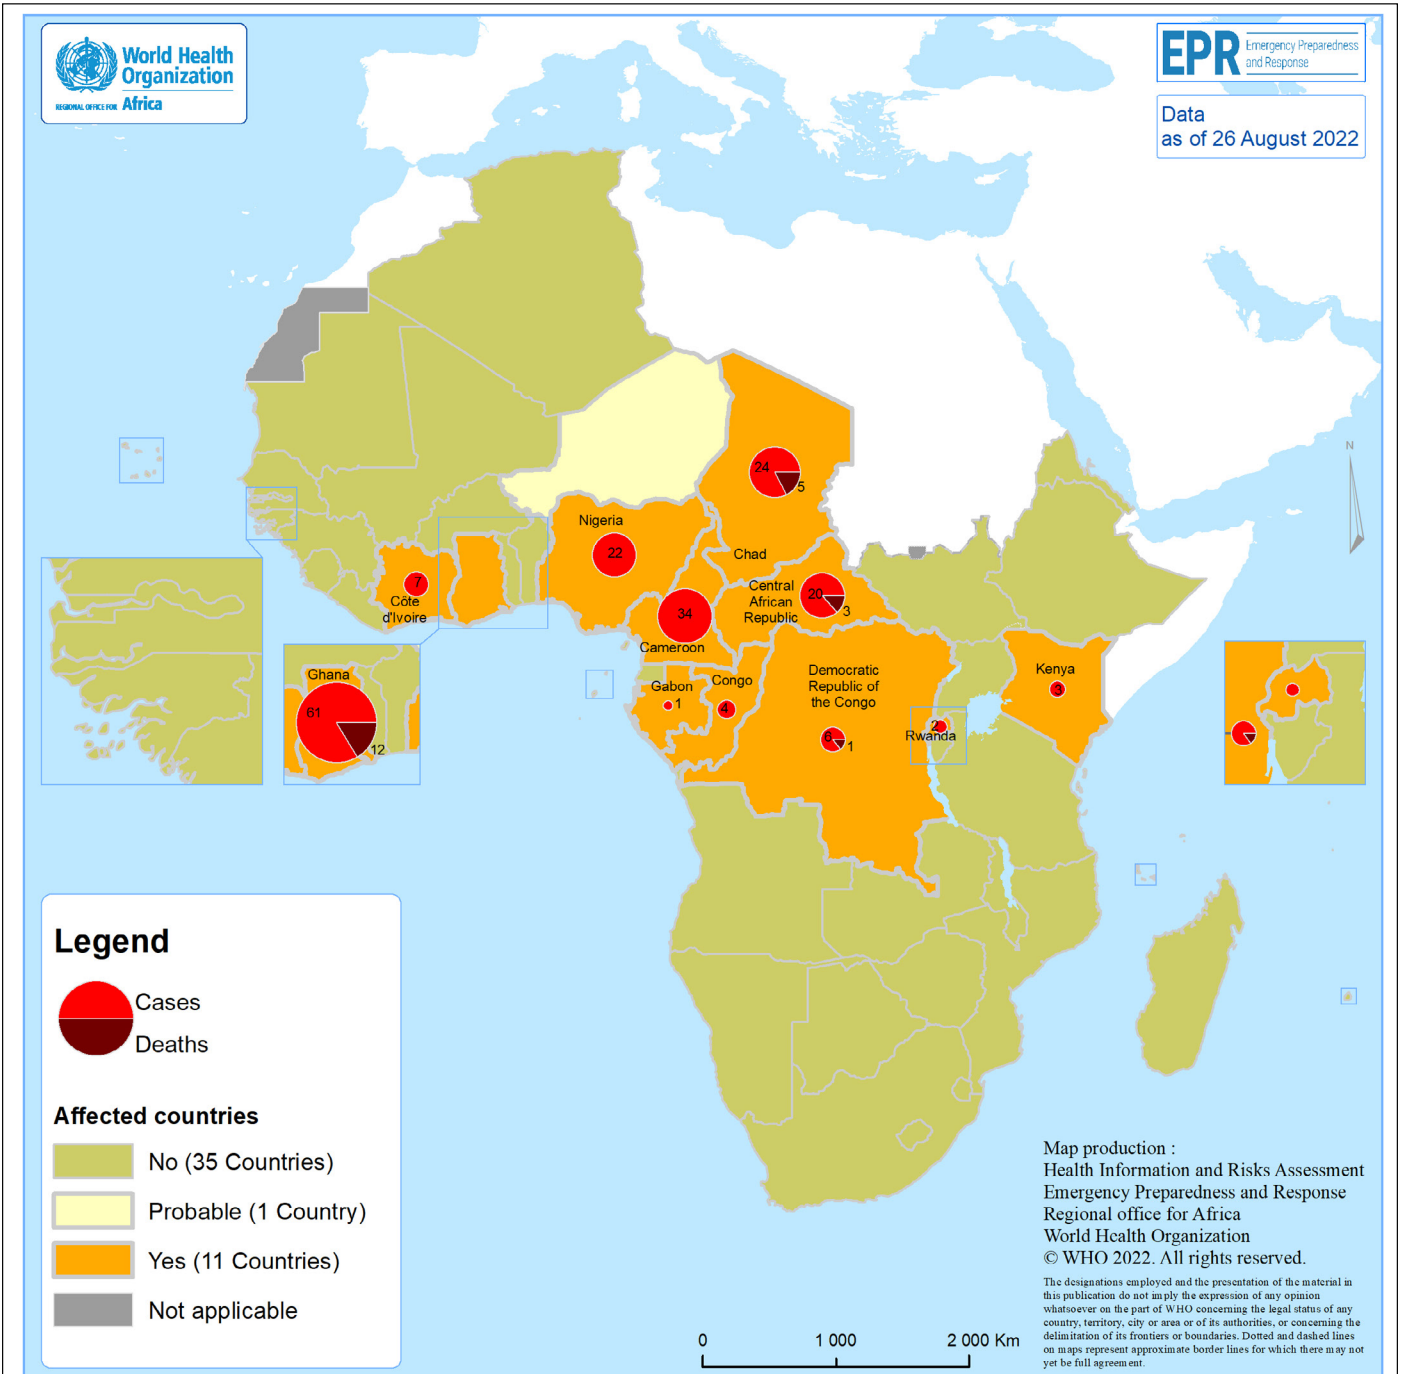 World Health
Organization
REGIONAL OFFICE FOR Africa
EPR
Emergency Preparedness
and Response
Data
as of 26 August 2022
N
24
5
Nigeria
22
Chad
7
Côte
d'Ivoire
Central
African
Republic
20
3
34
Cameroon
Ghana
61
12
Gabon
1
Congo
4
Democratic
Republic of
the Congo
6
1
Kenya
3
2
Rwanda
Legend
Cases
Deaths
Affected countries
No (35 Countries)
Probable (1 Country)
Yes (11 Countries)
Not applicable
0 1 000 2 000 Km
Map production :
Health Information and Risks Assessment
Emergency Preparedness and Response
Regional office for Africa
World Health Organization
© WHO 2022. All rights reserved.
The designations employed and the presentation of the material in
this publication do not imply the expression of any opinion
whatsoever on the part of WHO concerning the legal status of any
country, territory, city or area or of its authorities, or concerning the
delimitation of its frontiers or boundaries. Dotted and dashed lines
on maps represent approximate border lines for which there may not
yet be full agreement.